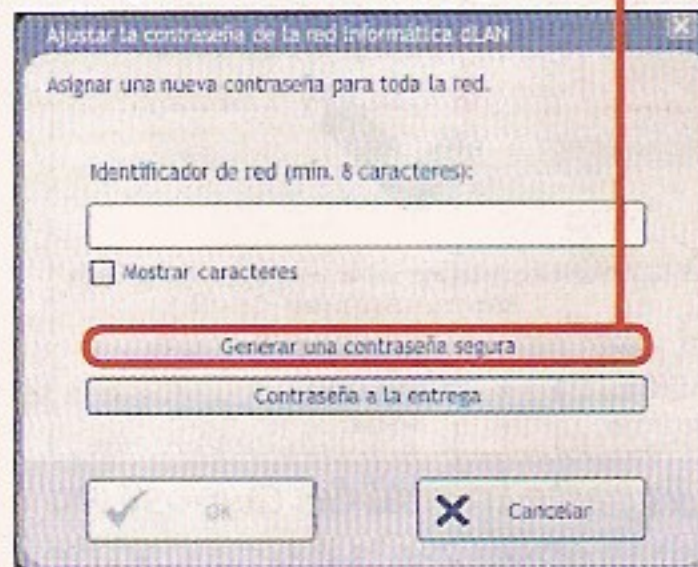 Ajustar la contraseña de la red informática dLAN
Asignar una nueva contraseña para toda la red.
Identificador de red (mín. 8 caracteres):
Mostrar caracteres
Generar una contraseña segura
Contraseña a la entrega
OK
Cancelar